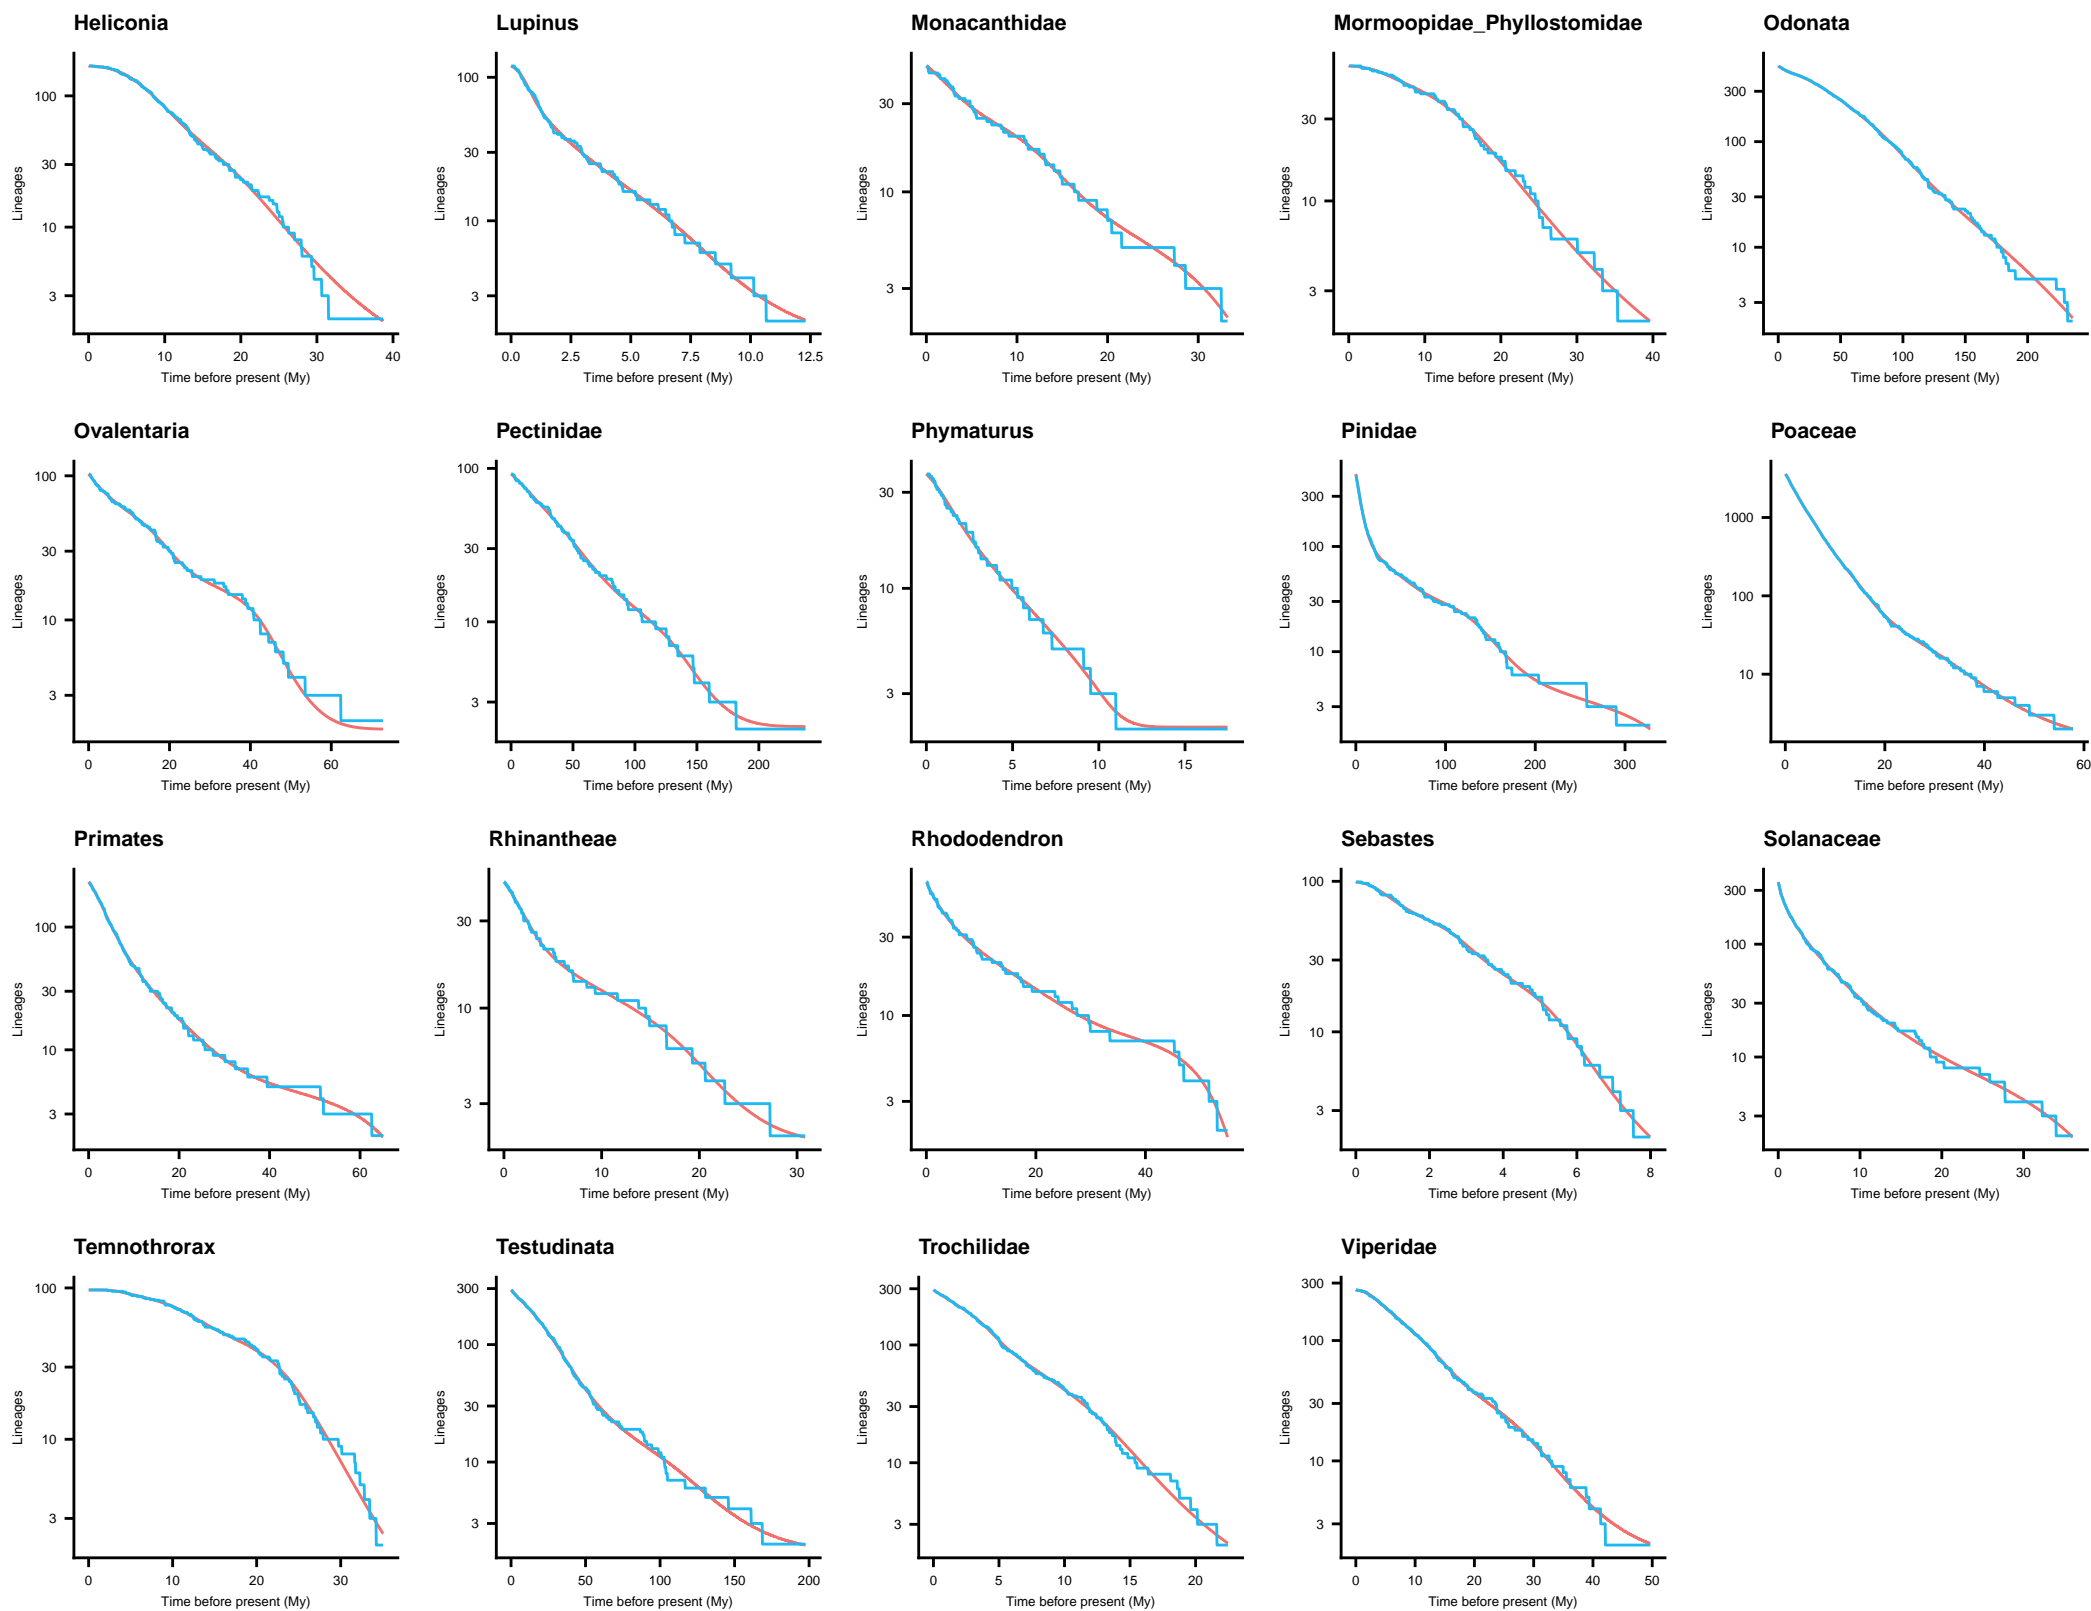 Heliconia
Lupinus
Monacanthidae
Mormoopidae_Phyllostomidae
Odonata
Lineages
100
30
10
3
0
10
20
30
40
Time before present (My)
Lineages
100
30
10
3
0.0
2.5
5.0
7.5
10.0
12.5
Time before present (My)
Lineages
30
10
3
0
10
20
30
Time before present (My)
Lineages
30
10
3
0
10
20
30
40
Time before present (My)
Lineages
300
100
30
10
3
0
50
100
150
200
Time before present (My)
Ovalentaria
Pectinidae
Phymaturus
Pinidae
Poaceae
Lineages
100
30
10
3
0
20
40
60
Time before present (My)
Lineages
100
30
10
3
0
50
100
150
200
Time before present (My)
Lineages
30
10
3
0
5
10
15
Time before present (My)
Lineages
300
100
30
10
3
0
100
200
300
Time before present (My)
Lineages
1000
100
10
0
20
40
60
Time before present (My)
Primates
Rhinantheae
Rhododendron
Sebastes
Solanaceae
Lineages
100
30
10
3
0
20
40
60
Time before present (My)
Lineages
30
10
3
0
10
20
30
Time before present (My)
Lineages
30
10
3
0
20
40
Time before present (My)
Lineages
100
30
10
3
0
2
4
6
8
Time before present (My)
Lineages
300
100
30
10
3
0
10
20
30
Time before present (My)
Temnothrorax
Testudinata
Trochilidae
Viperidae
Lineages
100
30
10
3
0
10
20
30
Time before present (My)
Lineages
300
100
30
10
3
0
50
100
150
200
Time before present (My)
Lineages
300
100
30
10
3
0
5
10
15
20
Time before present (My)
Lineages
300
100
30
10
3
0
10
20
30
40
50
Time before present (My)